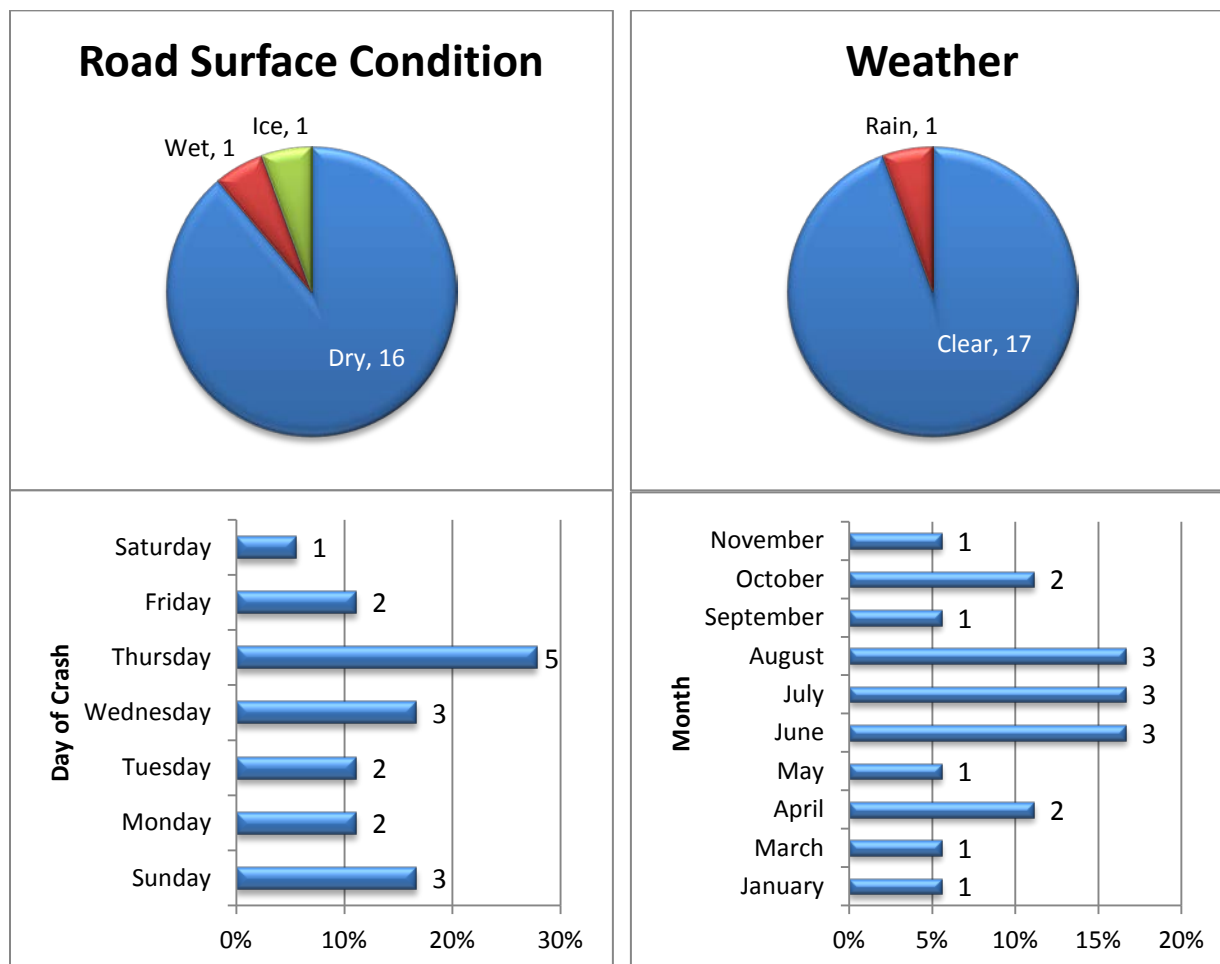 Road Surface Condition
Ice, 1
Wet, 1
Dry, 16
Weather
Rain, 1
Clear, 17
Day of Crash
Saturday 1
Friday 2
Thursday 5
Wednesday 3
Tuesday 2
Monday 2
Sunday 3
0% 10% 20% 30%
Month
November 1
October 2
September 1
August 3
July 3
June 3
May 1
April 2
March 1
January 1
0% 5% 10% 15% 20%